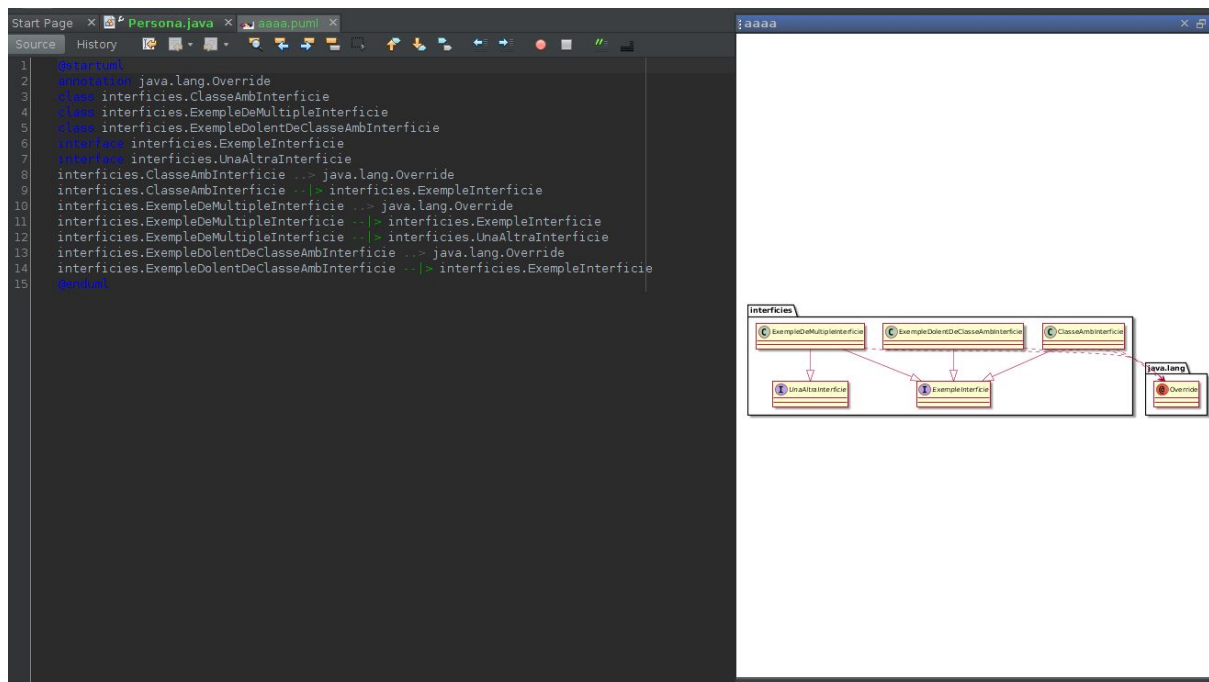 Start Page Persona.java aaaa.puml
aaaa
Source History
1 @startuml
2 annotation java.lang.Override
3 class interficies.ClasseAmbInterficie
4 class interficies.ExempleDeMultipleInterficie
5 class interficies.ExempleDolentDeClasseAmbInterficie
6 interface interficies.ExempleInterficie
7 interface interficies.UnaAltraInterficie
8 interficies.ClasseAmbInterficie ..> java.lang.Override
9 interficies.ClasseAmbInterficie --|> interficies.ExempleInterficie
10 interficies.ExempleDeMultipleInterficie ..> java.lang.Override
11 interficies.ExempleDeMultipleInterficie --|> interficies.ExempleInterficie
12 interficies.ExempleDeMultipleInterficie --|> interficies.UnaAltraInterficie
13 interficies.ExempleDolentDeClasseAmbInterficie ..> java.lang.Override
14 interficies.ExempleDolentDeClasseAmbInterficie --|> interficies.ExempleInterficie
15 @enduml
interficies
C ExempleDeMultipleInterficie
C ExempleDolentDeClasseAmbInterficie
C ClasseAmbInterficie
java.lang
I UnaAltraInterficie
I ExempleInterficie
@ Override